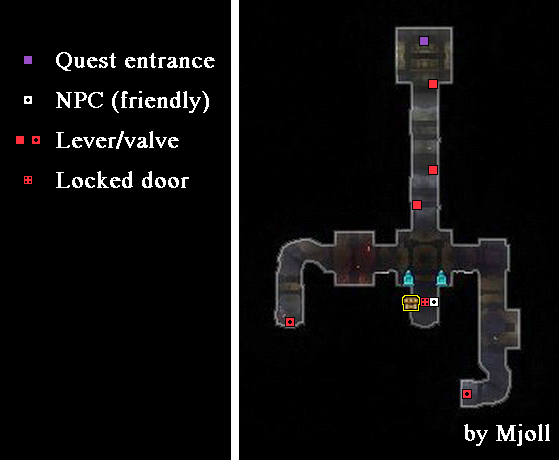 Quest entrance
NPC (friendly)
Lever/valve
Locked door
by Mjoll